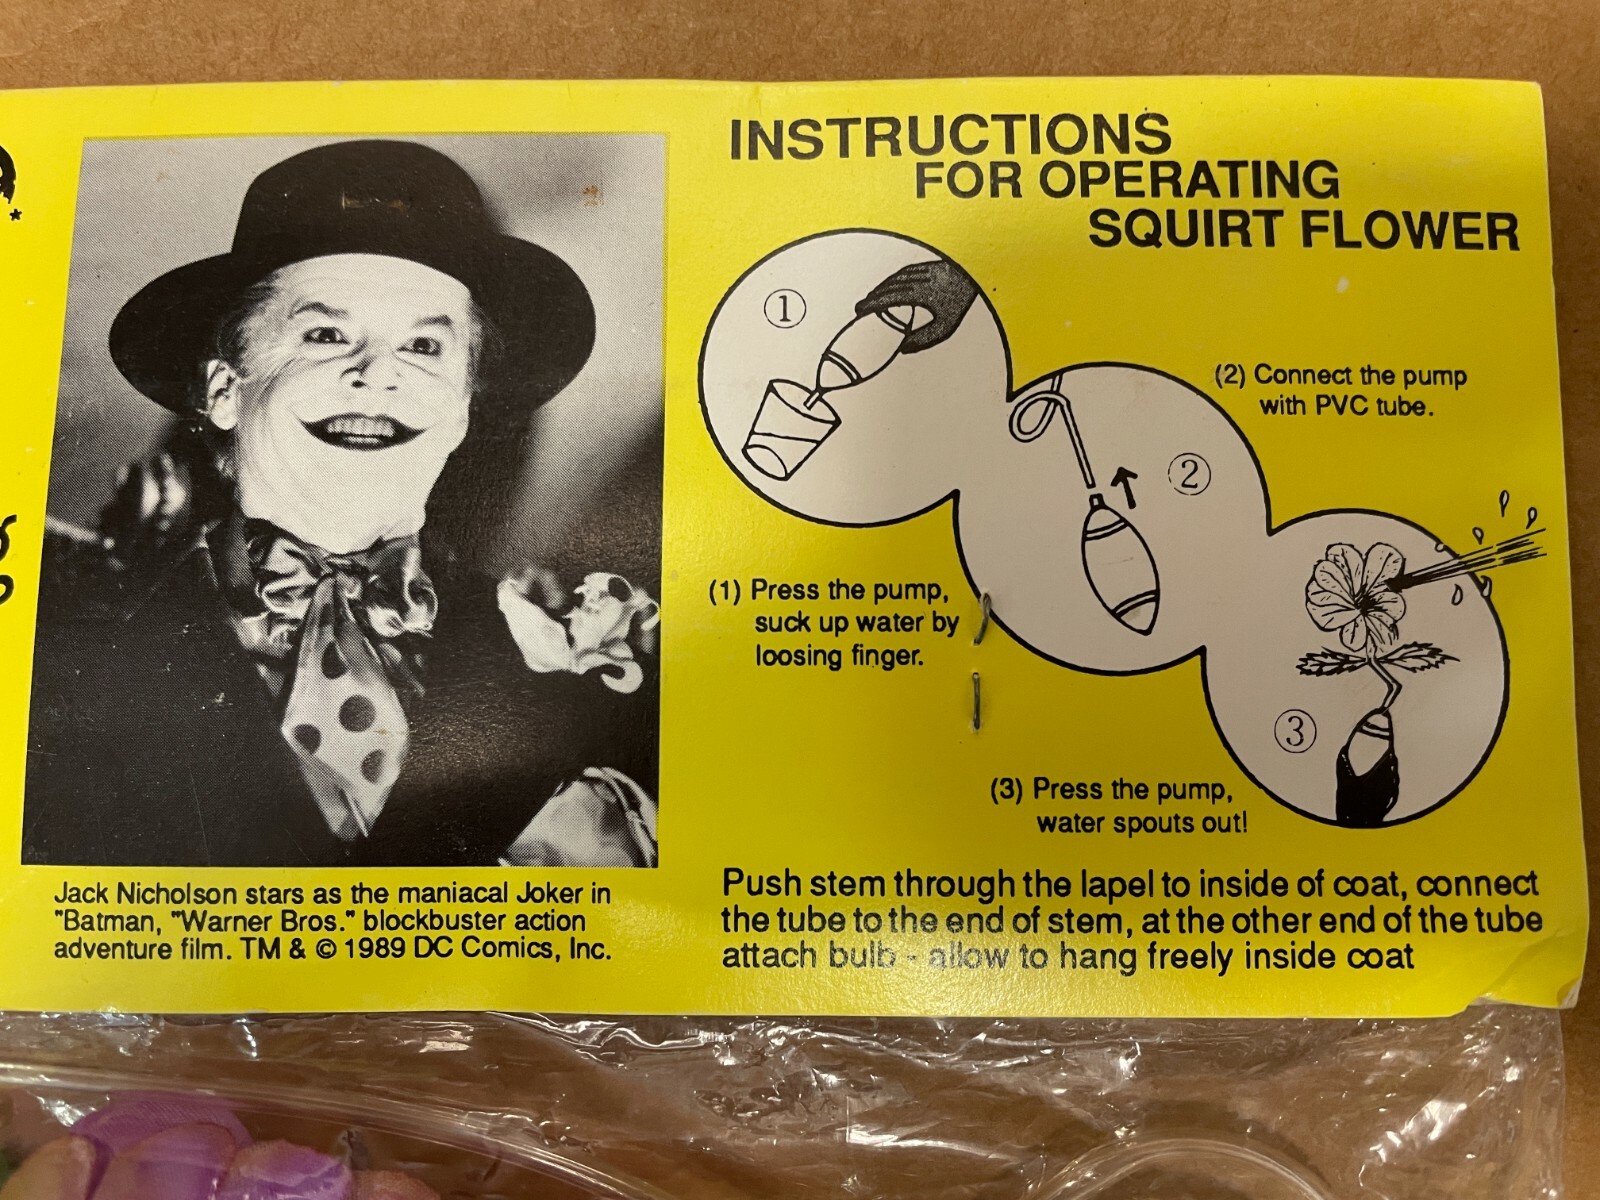 Jack Nicholson stars as the maniacal Joker in
"Batman, "Warner Bros." blockbuster action
adventure film. TM & © 1989 DC Comics, Inc.
INSTRUCTIONS
FOR OPERATING
SQUIRT FLOWER
1
(2) Connect the pump
with PVC tube.
2
(1) Press the pump,
suck up water by
loosing finger.
3
(3) Press the pump,
water spouts out!
Push stem through the lapel to inside of coat, connect
the tube to the end of stem, at the other end of the tube
attach bulb - allow to hang freely inside coat